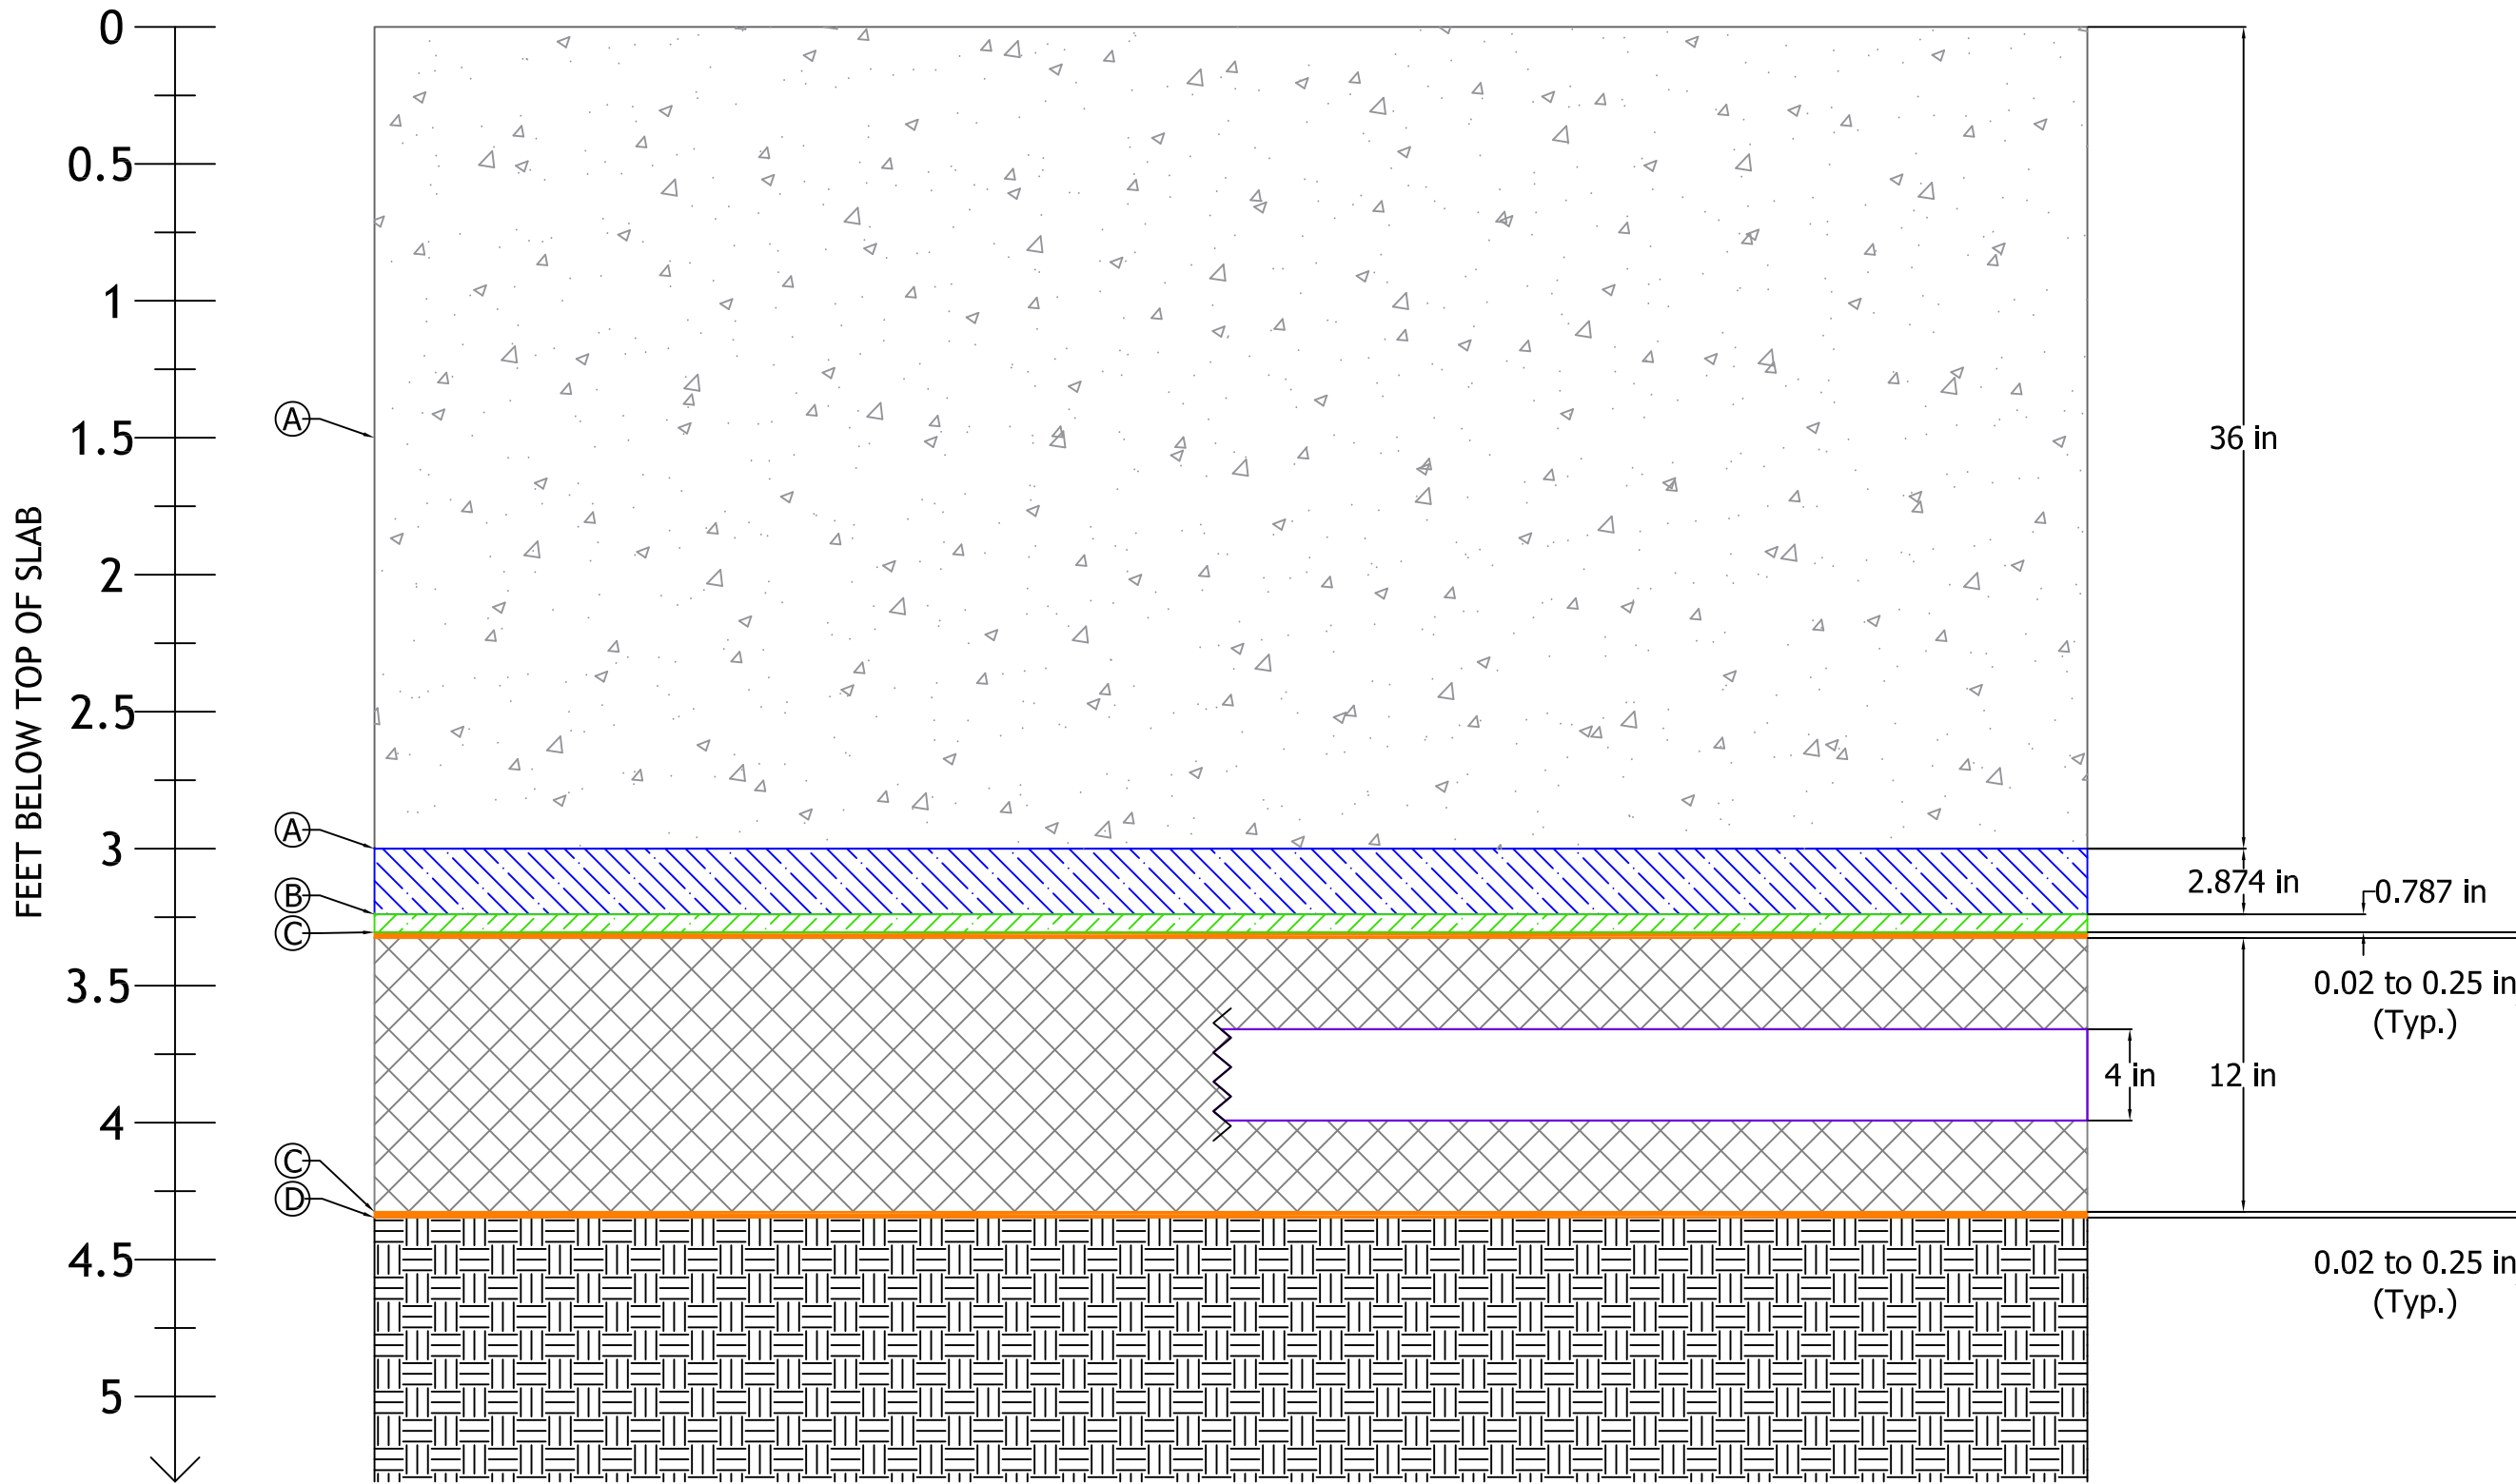 0
0.5
1
1.5
2
2.5
3
3.5
4
4.5
5
FEET BELOW TOP OF SLAB
A
A
B
C
C
D
36 in
2.874 in
0.787 in
0.02 to 0.25 in
(Typ.)
4 in
12 in
0.02 to 0.25 in
(Typ.)